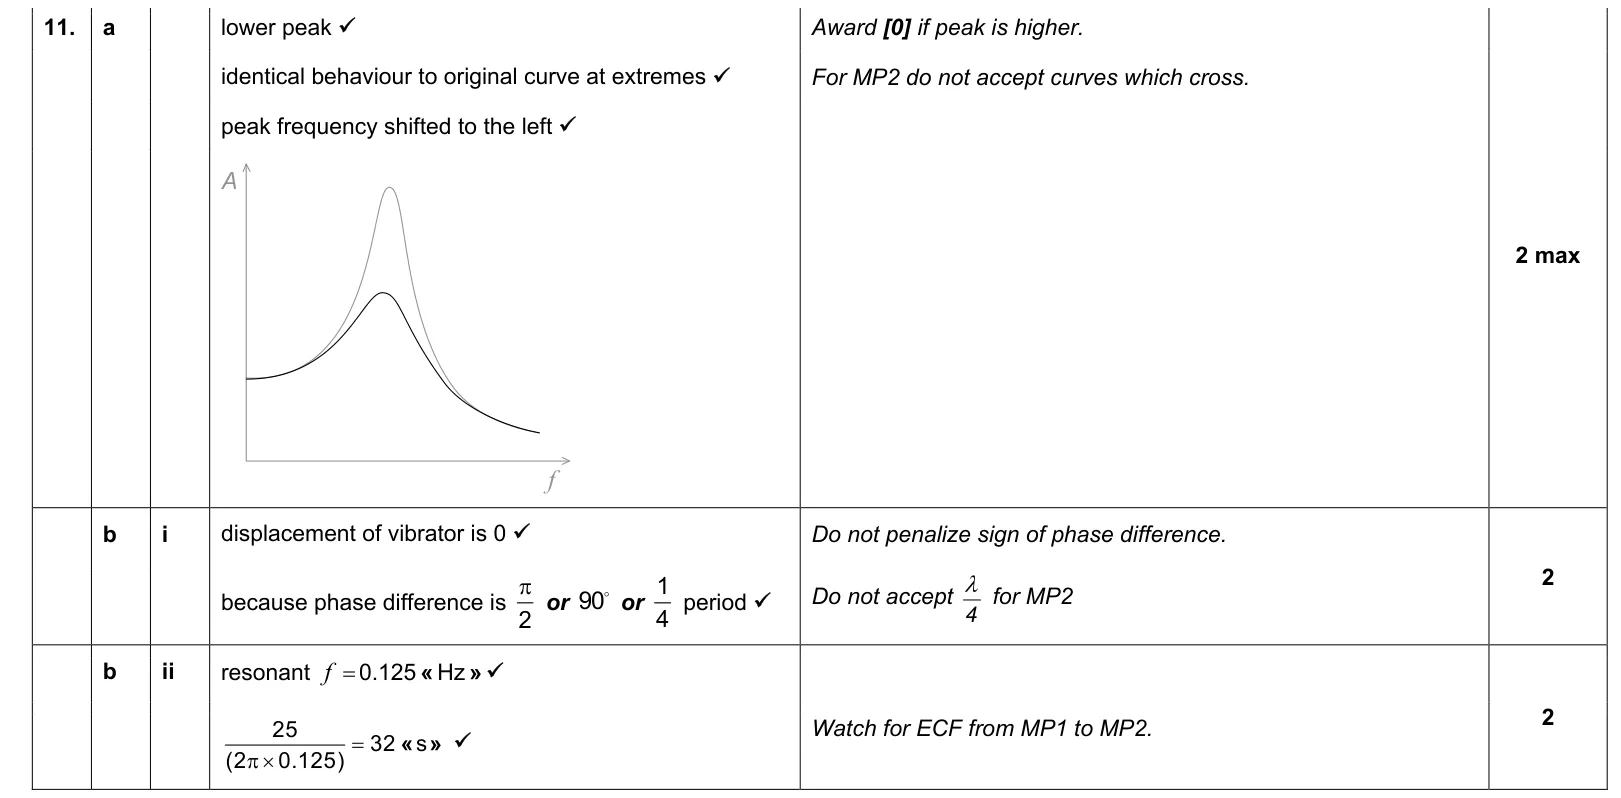 11. a lower peak ✓ Award [0] if peak is higher.
identical behaviour to original curve at extremes ✓ For MP2 do not accept curves which cross.
peak frequency shifted to the left ✓
A
2 max
f
b i displacement of vibrator is 0 ✓ Do not penalize sign of phase difference.
because phase difference is π/2 or 90° or 1/4 period ✓ Do not accept λ/4 for MP2
2
b ii resonant f = 0.125 « Hz » ✓
25/(2π × 0.125) = 32 « s » ✓ Watch for ECF from MP1 to MP2.
2